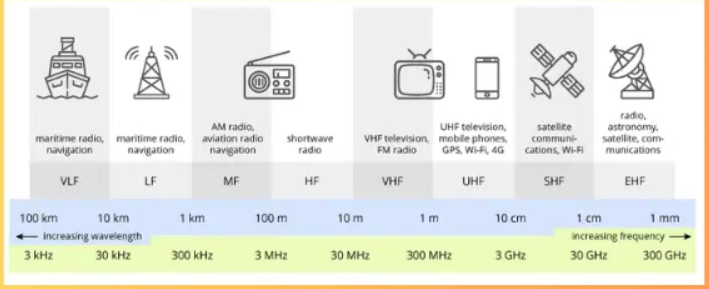 maritime radio,
navigation
maritime radio,
navigation
AM radio,
aviation radio
navigation
shortwave
radio
VHF television,
FM radio
UHF television,
mobile phones,
GPS, Wi-Fi, 4G
satellite
communi-
cations, Wi-Fi
radio,
astronomy,
satellite, com-
munications
VLF LF MF HF VHF UHF SHF EHF
100 km 10 km 1 km 100 m 10 m 1 m 10 cm 1 cm 1 mm
increasing wavelength increasing frequency
3 kHz 30 kHz 300 kHz 3 MHz 30 MHz 300 MHz 3 GHz 30 GHz 300 GHz